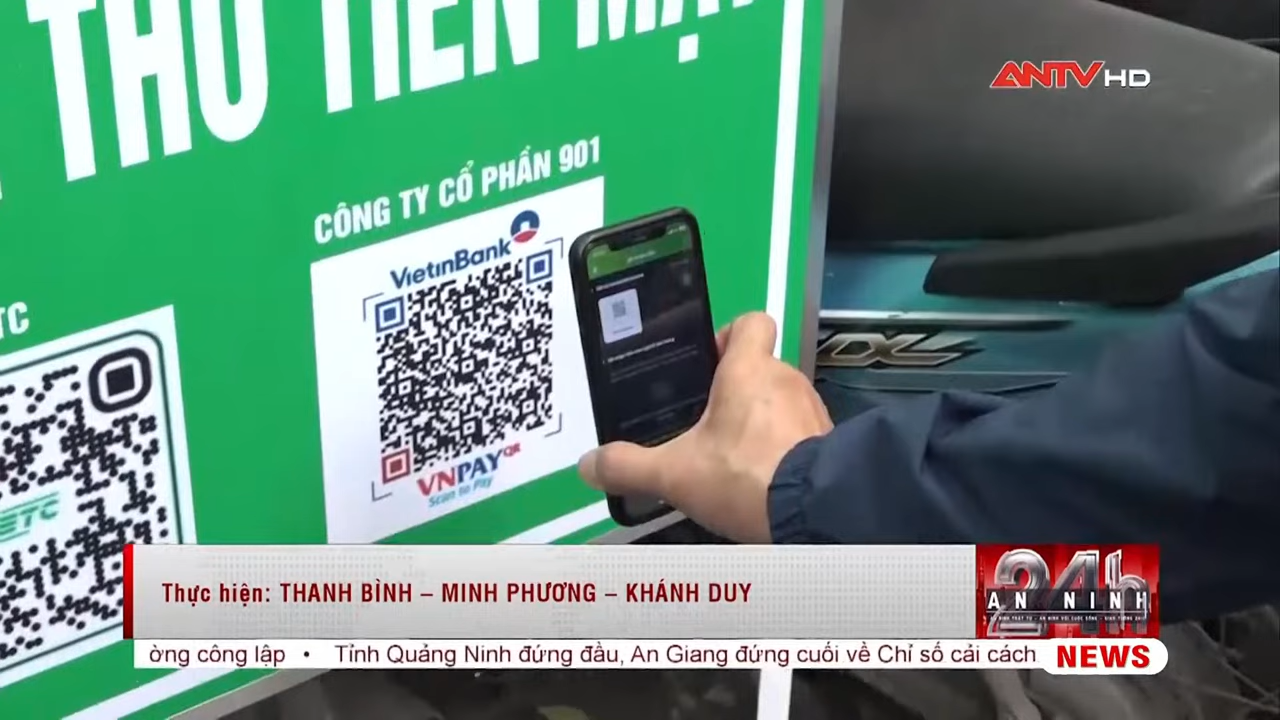 THU TIỀN MẶT
ANTV HD
CÔNG TY CỔ PHẦN 901
VietinBank
VNPAY QR
Scan to Pay
ETC
ETC
Thực hiện: THANH BÌNH – MINH PHƯƠNG – KHÁNH DUY
24h
AN NINH
ờng công lập • Tỉnh Quảng Ninh đứng đầu, An Giang đứng cuối về Chỉ số cải cách
NEWS